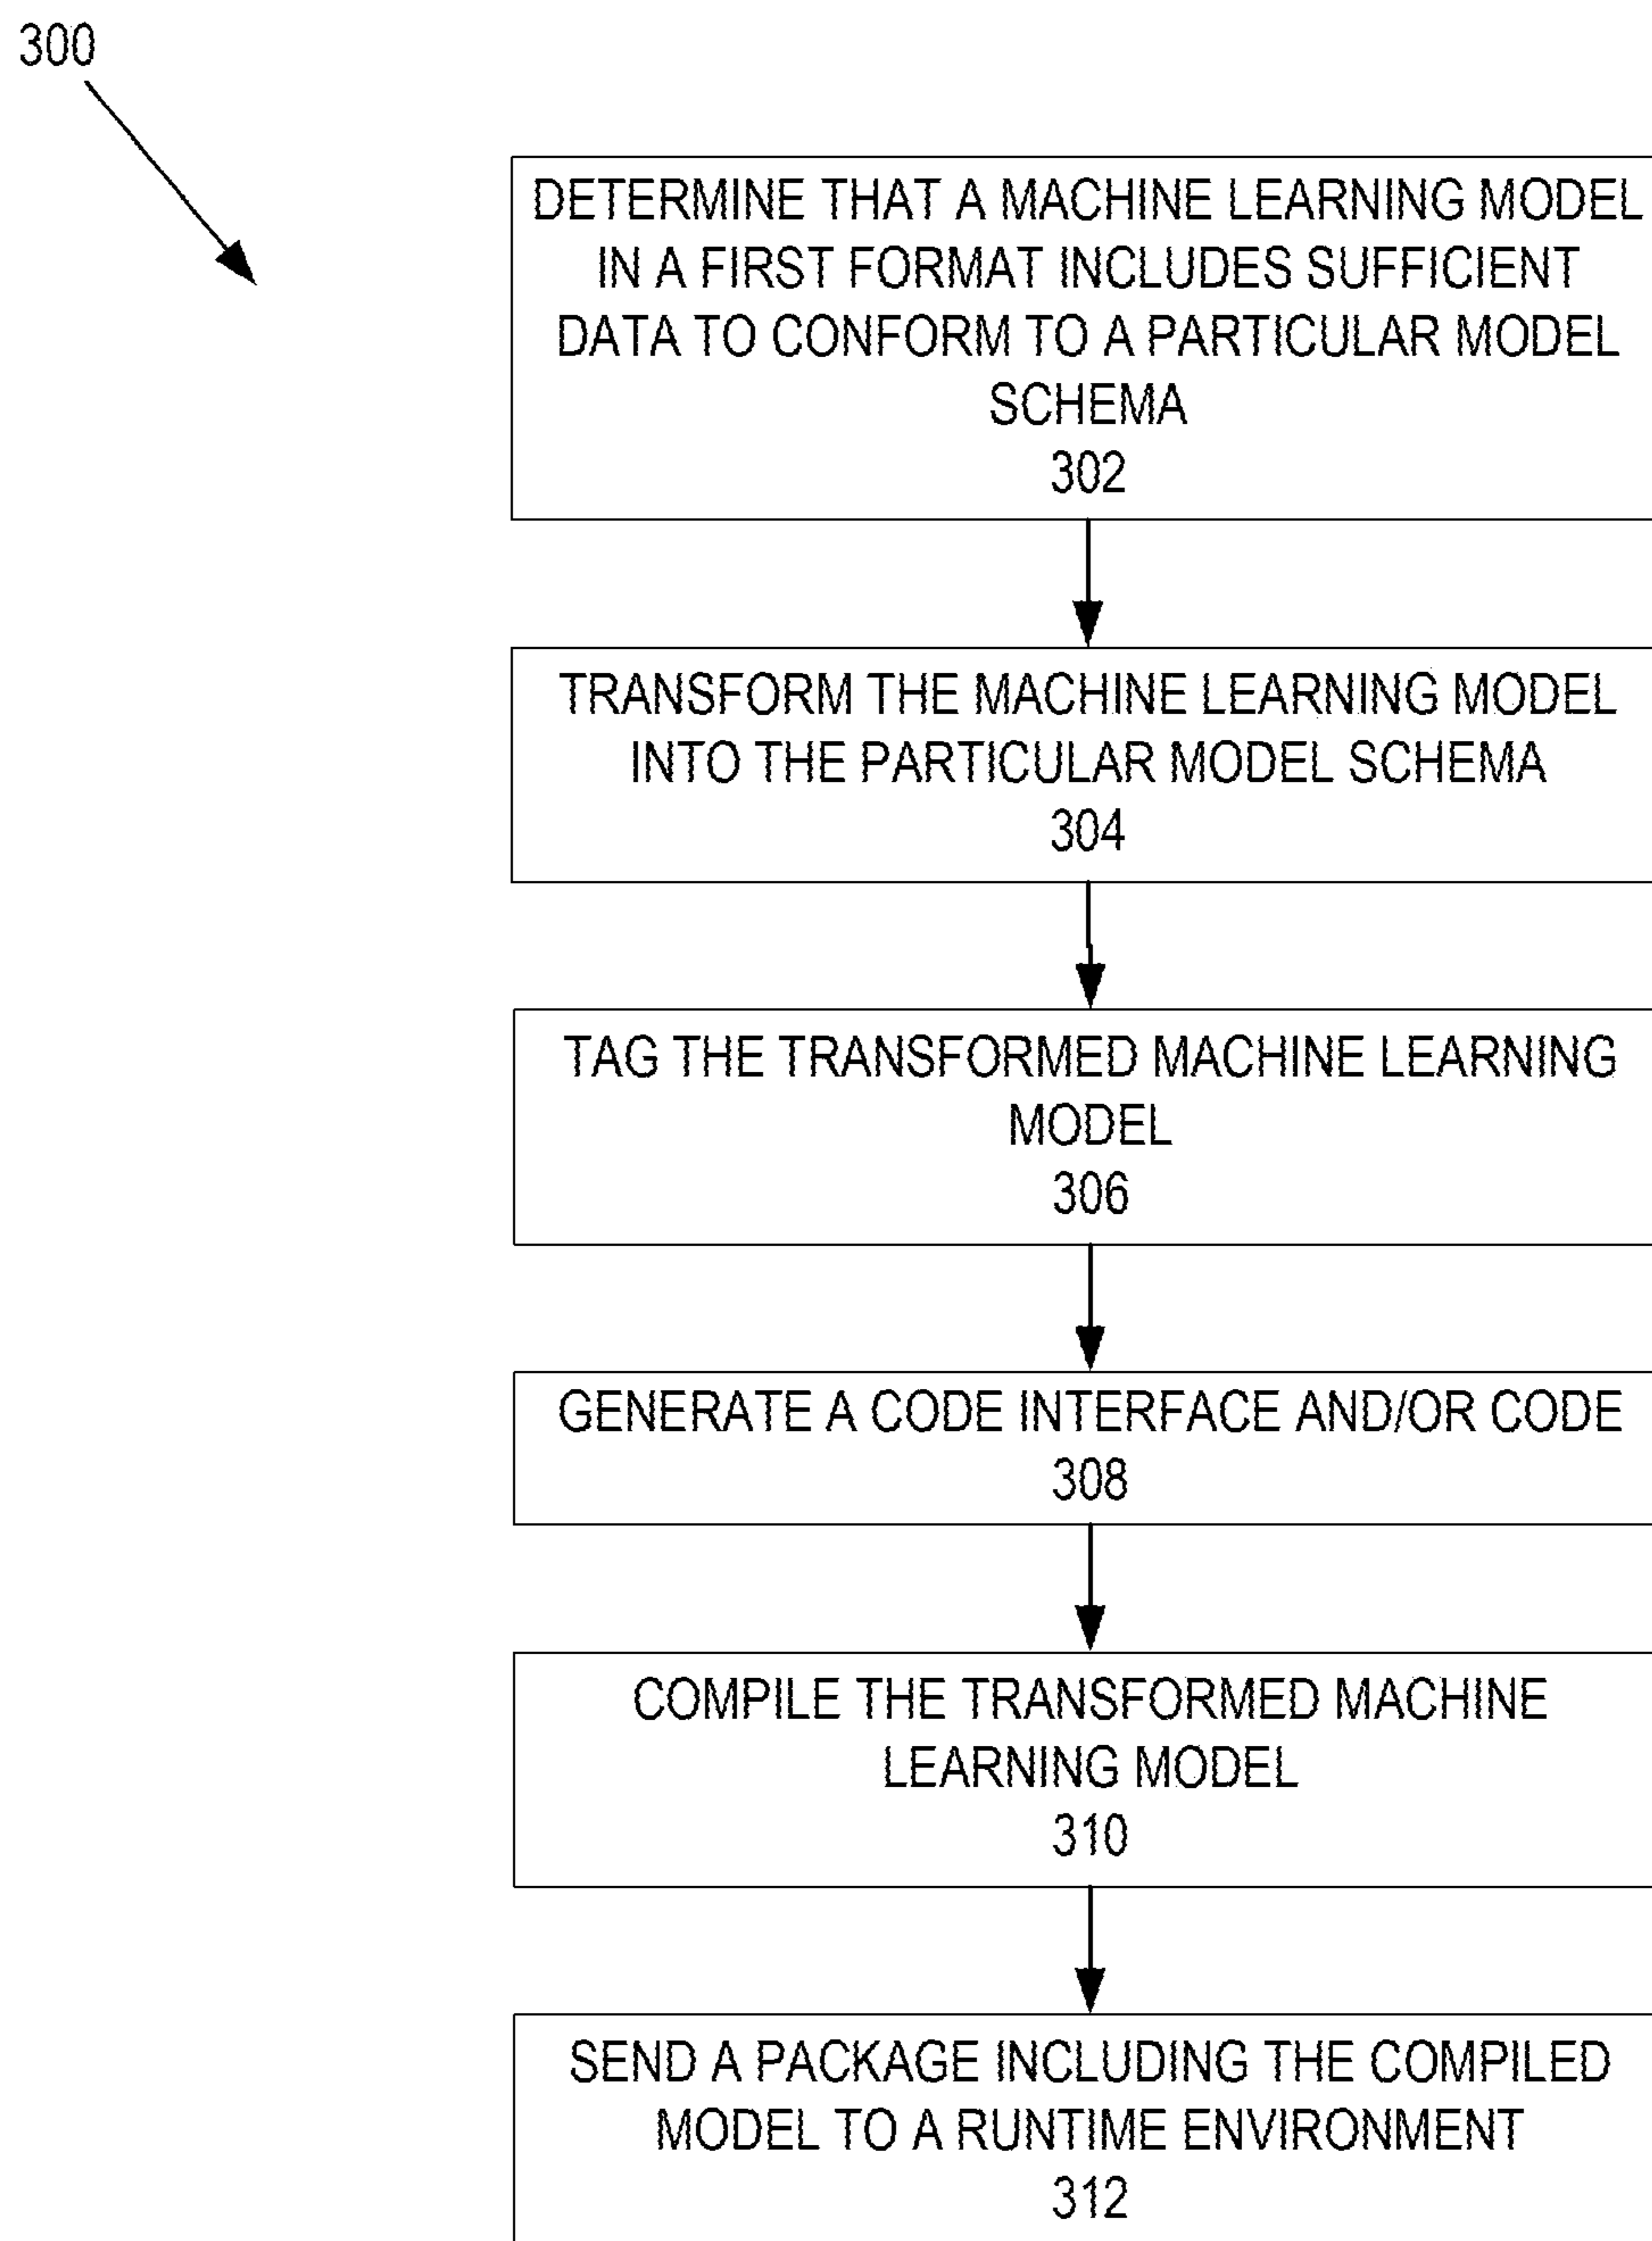 300
DETERMINE THAT A MACHINE LEARNING MODEL
IN A FIRST FORMAT INCLUDES SUFFICIENT
DATA TO CONFORM TO A PARTICULAR MODEL
SCHEMA
302
TRANSFORM THE MACHINE LEARNING MODEL
INTO THE PARTICULAR MODEL SCHEMA
304
TAG THE TRANSFORMED MACHINE LEARNING
MODEL
306
GENERATE A CODE INTERFACE AND/OR CODE
308
COMPILE THE TRANSFORMED MACHINE
LEARNING MODEL
310
SEND A PACKAGE INCLUDING THE COMPILED
MODEL TO A RUNTIME ENVIRONMENT
312